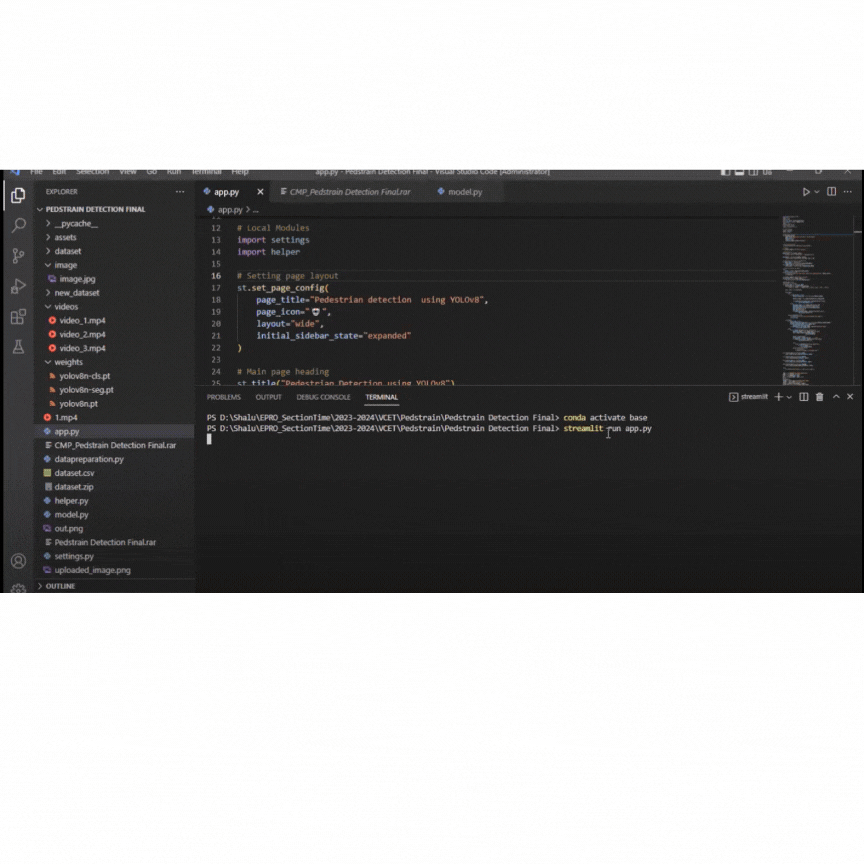 File Edit Selection View Go Run Terminal Help
app.py - Pedstrain Detection Final - Visual Studio Code [Administrator]
EXPLORER
PEDSTRAIN DETECTION FINAL
__pycache__
assets
dataset
image
image.jpg
new_dataset
videos
video_1.mp4
video_2.mp4
video_3.mp4
weights
yolov8n-cls.pt
yolov8n-seg.pt
yolov8n.pt
1.mp4
app.py
CMP_Pedstrain Detection Final.rar
datapreparation.py
dataset.csv
dataset.zip
helper.py
model.py
out.png
Pedstrain Detection Final.rar
settings.py
uploaded_image.png
OUTLINE
app.py
CMP_Pedstrain Detection Final.rar
model.py
app.py > ...
12 # Local Modules
13 import settings
14 import helper
15
16 # Setting page layout
17 st.set_page_config(
18 page_title="Pedestrian detection  using YOLOv8",
19 page_icon="",
20 layout="wide",
21 initial_sidebar_state="expanded"
22 )
23
24 # Main page heading
25 st.title("Pedestrian Detection using YOLOv8")
PROBLEMS OUTPUT DEBUG CONSOLE TERMINAL
streamlit
PS D:\Shalu\EPRO_SectionTime\2023-2024\VCET\Pedstrain\Pedstrain Detection Final> conda activate base
PS D:\Shalu\EPRO_SectionTime\2023-2024\VCET\Pedstrain\Pedstrain Detection Final> streamlit run app.py